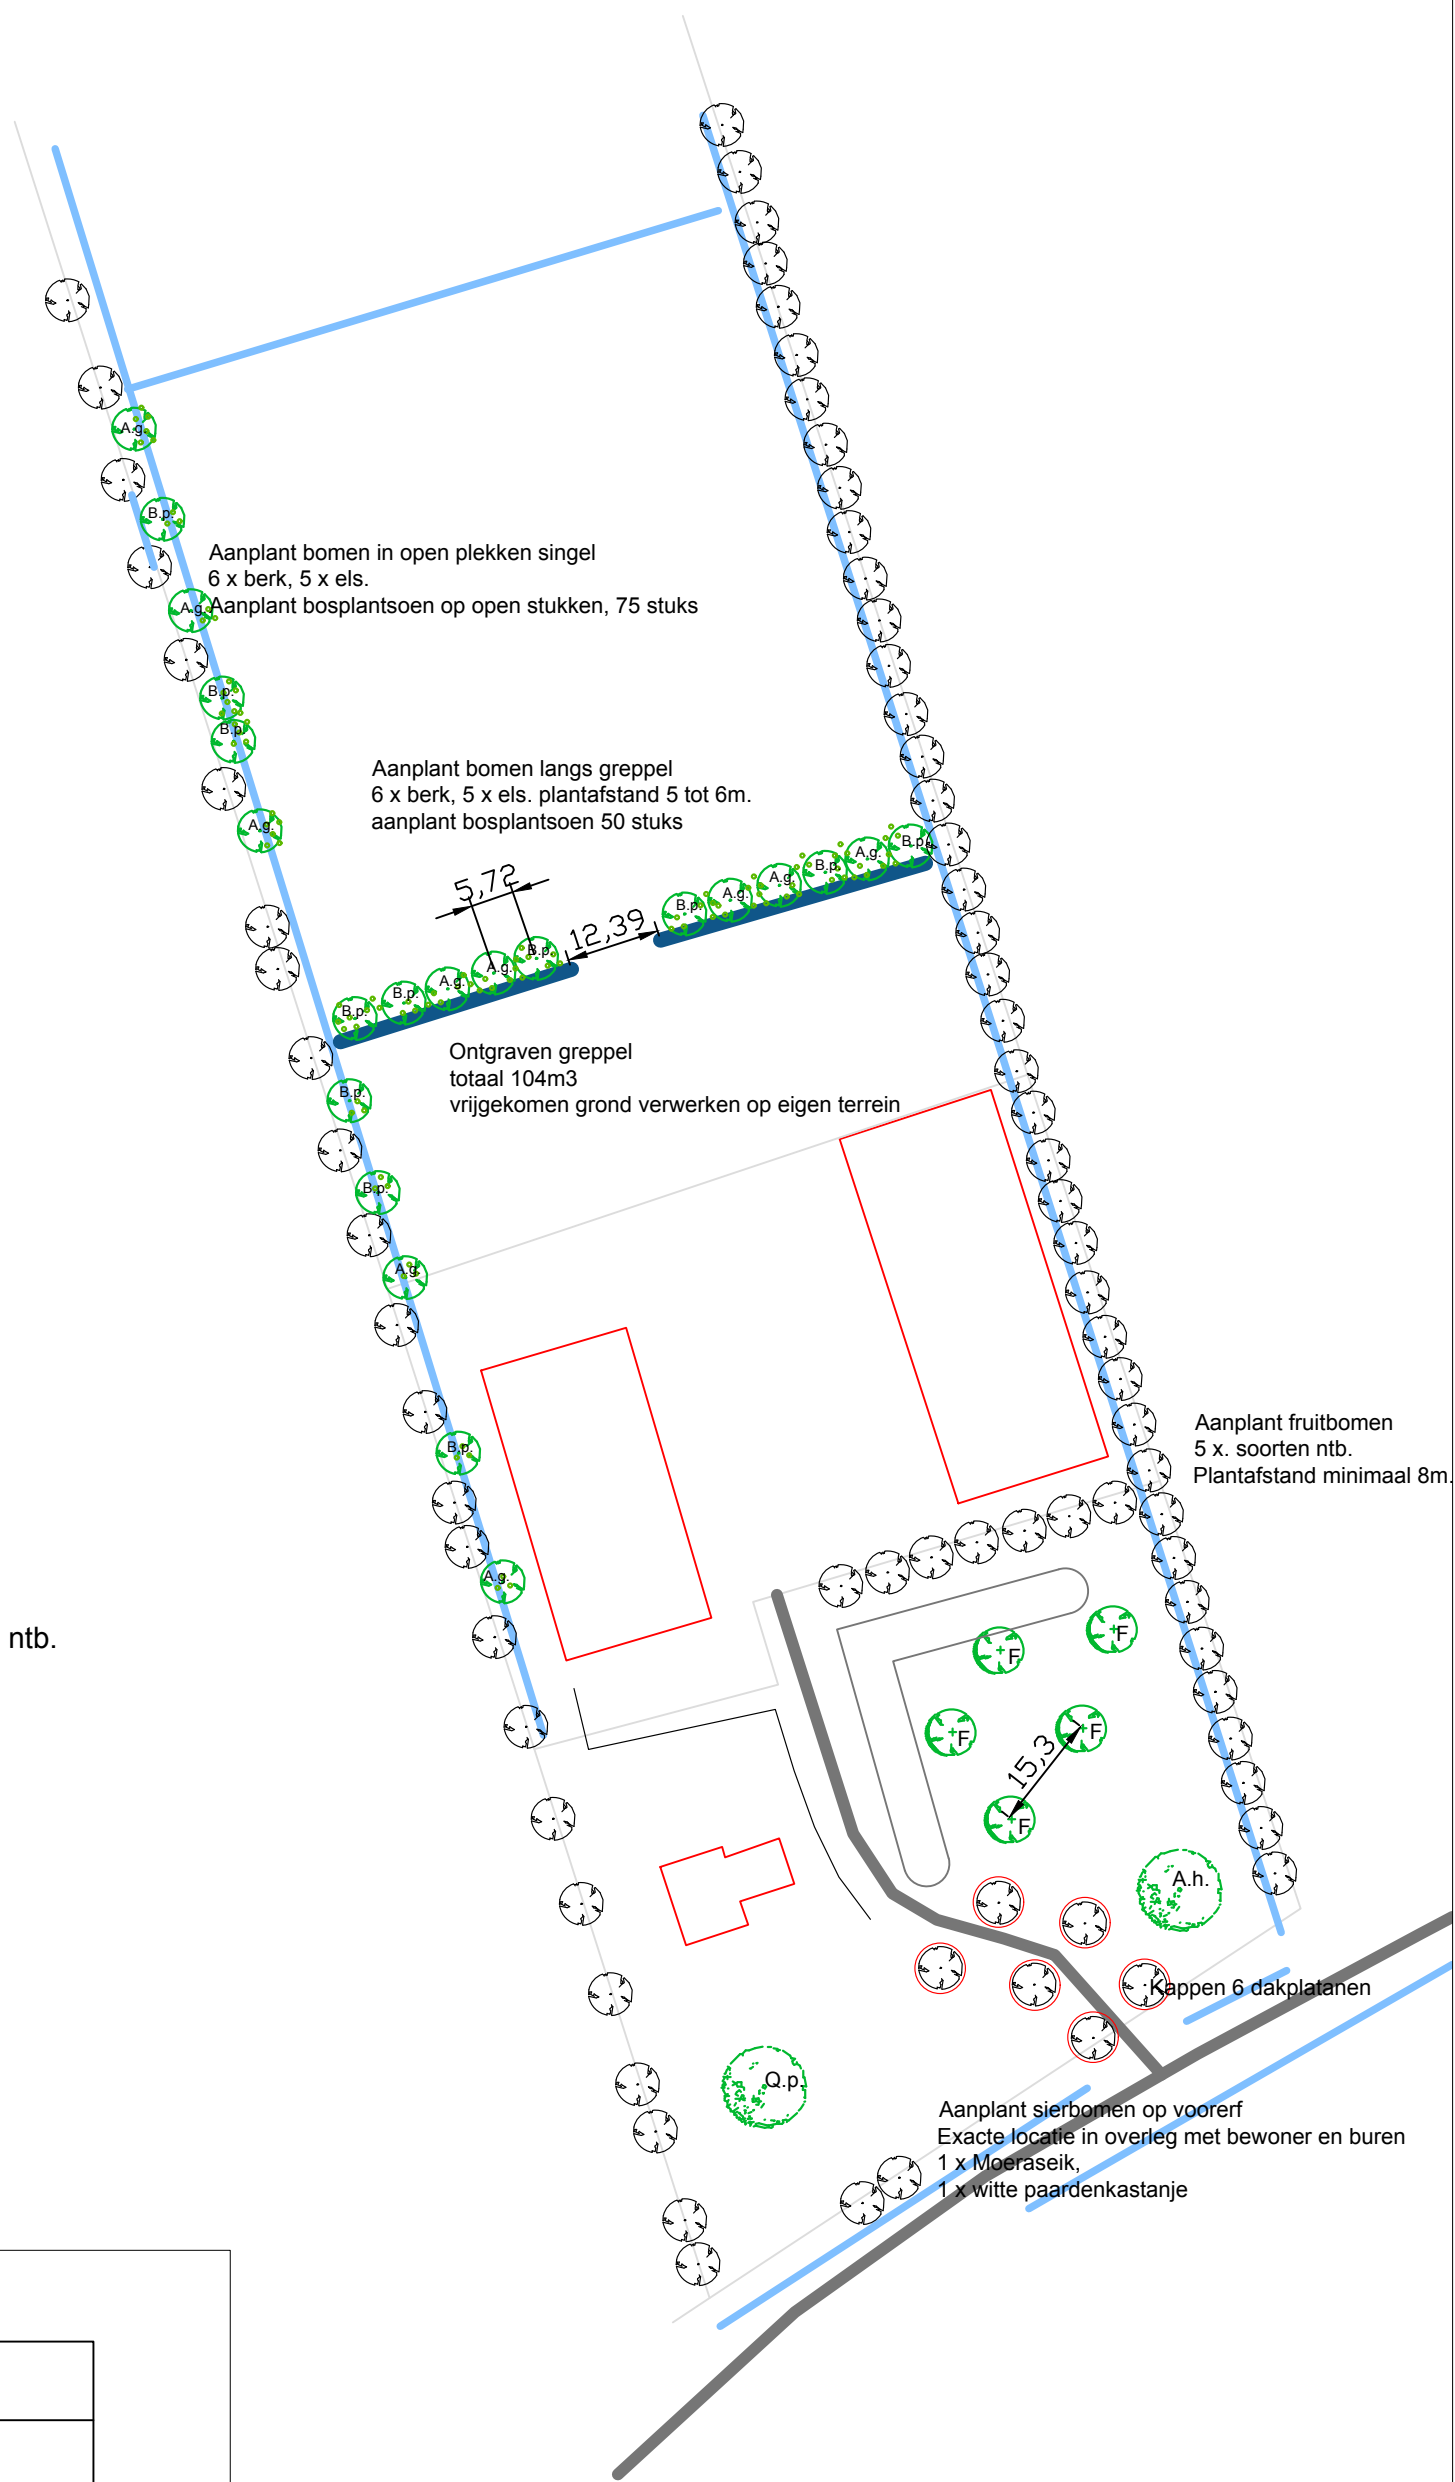 A.g.
B.p.
Aanplant bomen in open plekken singel
6 x berk, 5 x els.
A.g.
Aanplant bosplantsoen op open stukken, 75 stuks
B.p.
B.p.
Aanplant bomen langs greppel
6 x berk, 5 x els. plantafstand 5 tot 6m.
aanplant bosplantsoen 50 stuks
A.g.
B.p.
A.g.
A.g.
B.p.
A.g.
B.p.
5,72
12,39
B.p.
B.p.
A.g.
A.g.
B.p.
Ontgraven greppel
totaal 104m3
vrijgekomen grond verwerken op eigen terrein
B.p.
B.p.
A.g.
Aanplant fruitbomen
5 x. soorten ntb.
Plantafstand minimaal 8m.
B.p.
A.g.
ntb.
F
F
F
F
15,3
F
A.h.
Kappen 6 dakplatanen
Q.p.
Aanplant sierbomen op voorerf
Exacte locatie in overleg met bewoner en buren
1 x Moeraseik,
1 x witte paardenkastanje